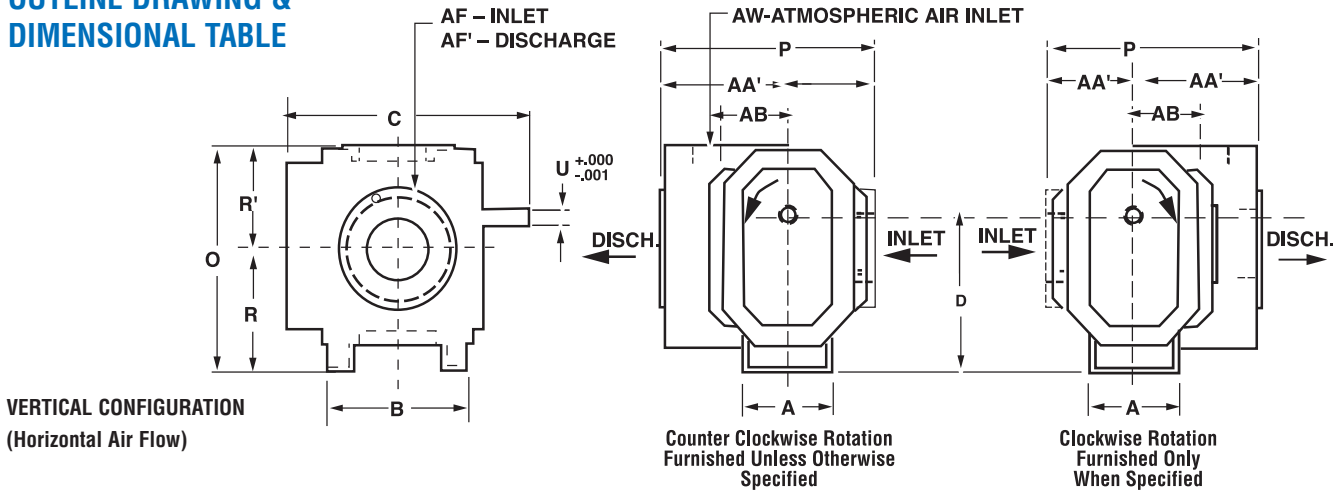 OUTLINE DRAWING &
DIMENSIONAL TABLE
AF – INLET
AF' – DISCHARGE
AW-ATMOSPHERIC AIR INLET
C
U +.000
-.001
R'
O
R
B
VERTICAL CONFIGURATION
(Horizontal Air Flow)
P
AA'
AB
DISCH.
INLET
D
A
Counter Clockwise Rotation
Furnished Unless Otherwise
Specified
P
AA'
AA'
AB
INLET
DISCH.
A
Clockwise Rotation
Furnished Only
When Specified